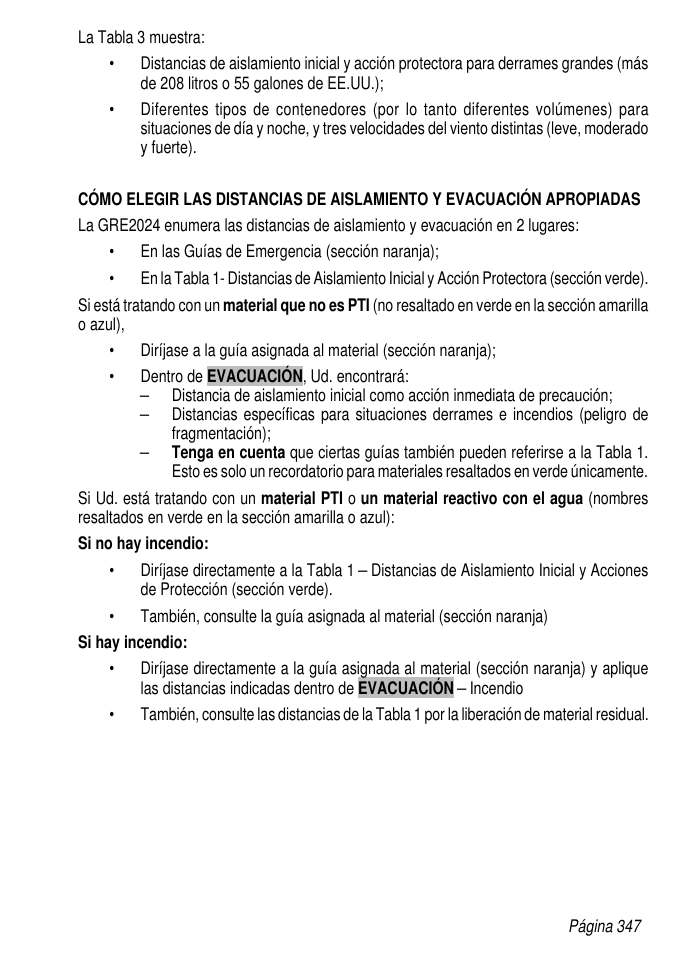 La Tabla 3 muestra:
• Distancias de aislamiento inicial y acción protectora para derrames grandes (más
de 208 litros o 55 galones de EE.UU.);
• Diferentes tipos de contenedores (por lo tanto diferentes volúmenes) para
situaciones de día y noche, y tres velocidades del viento distintas (leve, moderado
y fuerte).
CÓMO ELEGIR LAS DISTANCIAS DE AISLAMIENTO Y EVACUACIÓN APROPIADAS
La GRE2024 enumera las distancias de aislamiento y evacuación en 2 lugares:
• En las Guías de Emergencia (sección naranja);
• En la Tabla 1- Distancias de Aislamiento Inicial y Acción Protectora (sección verde).
Si está tratando con un material que no es PTI (no resaltado en verde en la sección amarilla
o azul),
• Diríjase a la guía asignada al material (sección naranja);
• Dentro de EVACUACIÓN, Ud. encontrará:
– Distancia de aislamiento inicial como acción inmediata de precaución;
– Distancias específicas para situaciones derrames e incendios (peligro de
fragmentación);
– Tenga en cuenta que ciertas guías también pueden referirse a la Tabla 1.
Esto es solo un recordatorio para materiales resaltados en verde únicamente.
Si Ud. está tratando con un material PTI o un material reactivo con el agua (nombres
resaltados en verde en la sección amarilla o azul):
Si no hay incendio:
• Diríjase directamente a la Tabla 1 – Distancias de Aislamiento Inicial y Acciones
de Protección (sección verde).
• También, consulte la guía asignada al material (sección naranja)
Si hay incendio:
• Diríjase directamente a la guía asignada al material (sección naranja) y aplique
las distancias indicadas dentro de EVACUACIÓN – Incendio
• También, consulte las distancias de la Tabla 1 por la liberación de material residual.
Página 347